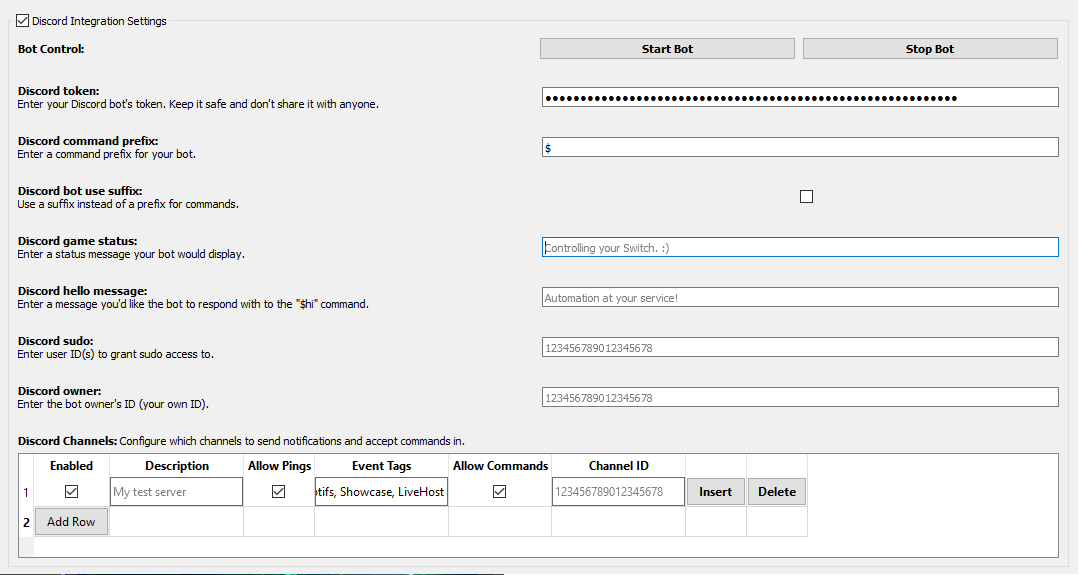 Discord Integration Settings
Bot Control: Start Bot Stop Bot
Discord token:
Enter your Discord bot's token. Keep it safe and don't share it with anyone.
Discord command prefix:
Enter a command prefix for your bot.
$
Discord bot use suffix:
Use a suffix instead of a prefix for commands.
Discord game status:
Enter a status message your bot would display.
Controlling your Switch. :)
Discord hello message:
Enter a message you'd like the bot to respond with to the "$hi" command.
Automation at your service!
Discord sudo:
Enter user ID(s) to grant sudo access to.
123456789012345678
Discord owner:
Enter the bot owner's ID (your own ID).
123456789012345678
Discord Channels: Configure which channels to send notifications and accept commands in.
Enabled Description Allow Pings Event Tags Allow Commands Channel ID
1 My test server tifs, Showcase, LiveHost 123456789012345678 Insert Delete
2 Add Row